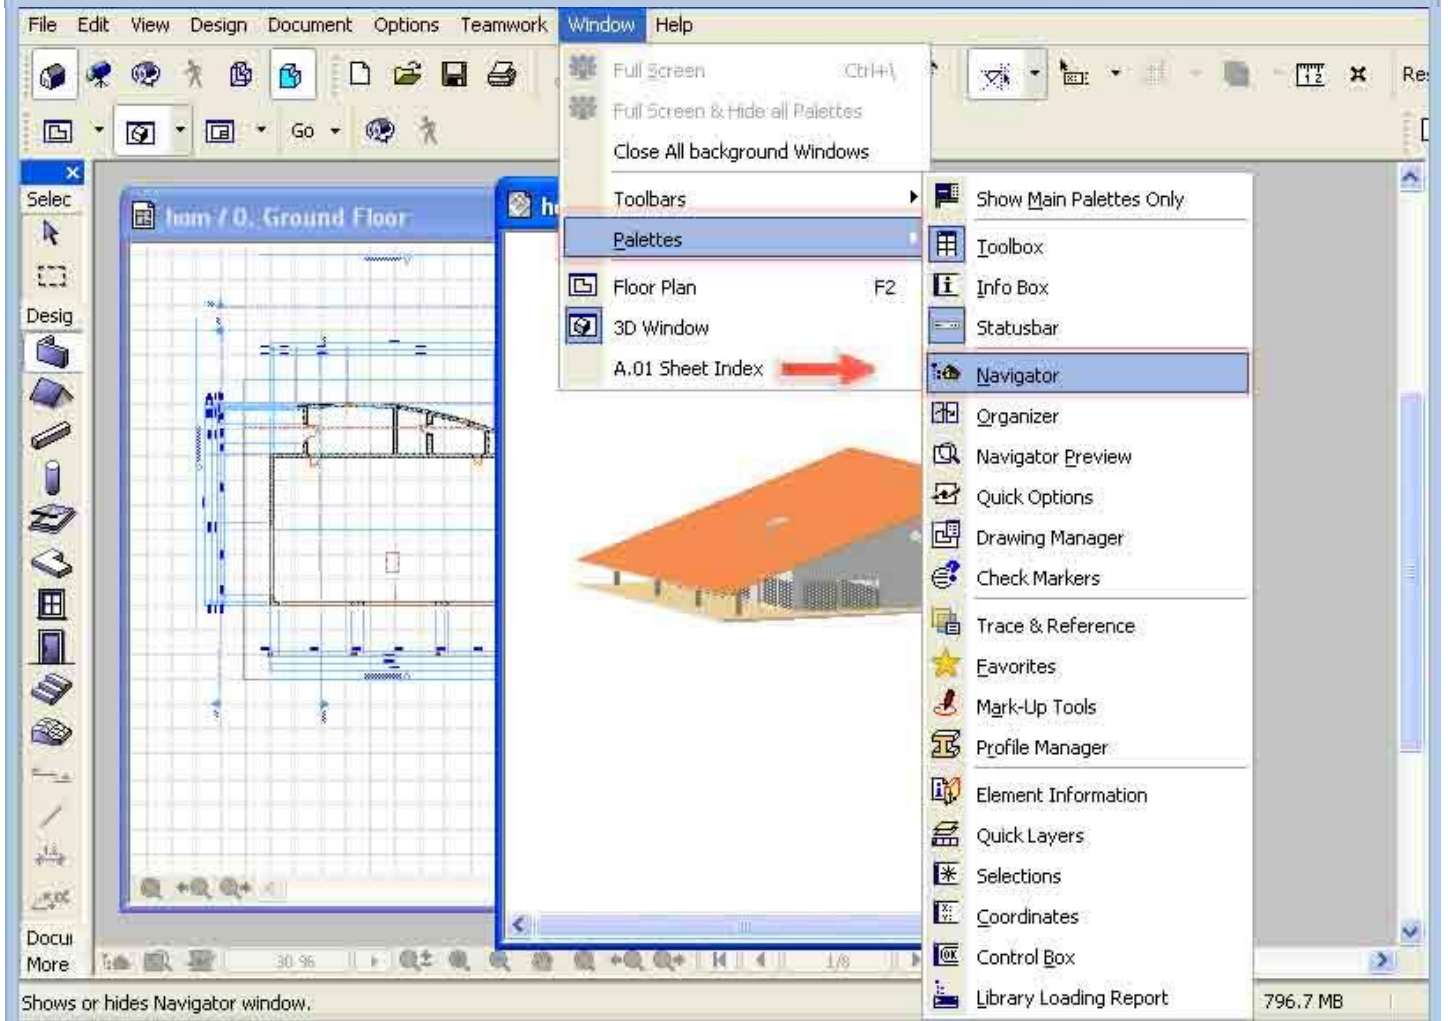 File Edit View Design Document Options Teamwork Window Help
Full Screen Ctrl+\
Full Screen & Hide all Palettes
Close All background Windows
Toolbars
Palettes
Floor Plan F2
3D Window
A.01 Sheet Index
Go
Selec
Desig
Docui
More
hom / 0. Ground Floor
Show Main Palettes Only
Toolbox
Info Box
Statusbar
Navigator
Organizer
Navigator Preview
Quick Options
Drawing Manager
Check Markers
Trace & Reference
Favorites
Mark-Up Tools
Profile Manager
Element Information
Quick Layers
Selections
Coordinates
Control Box
Library Loading Report
30 96
1/8
Shows or hides Navigator window.
796.7 MB